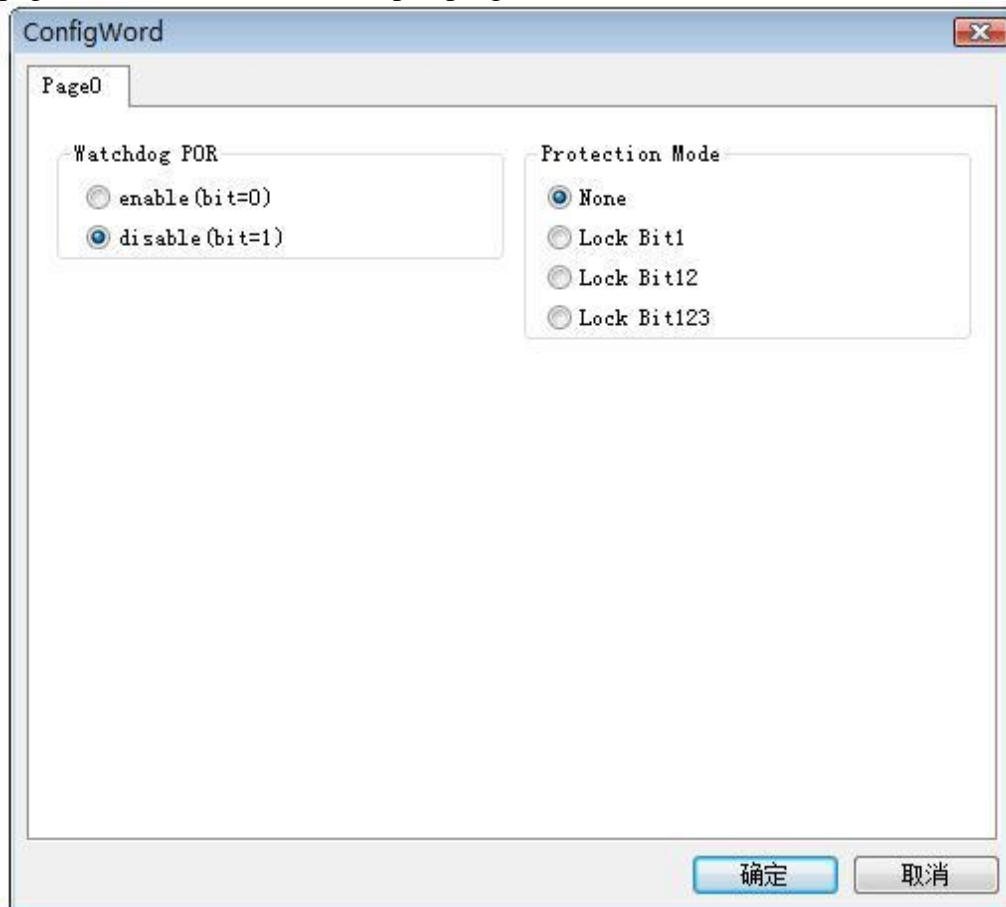 ConfigWord
Page0
Watchdog POR
enable(bit=0)
disable(bit=1)
Protection Mode
None
Lock Bit1
Lock Bit12
Lock Bit123
确定
取消